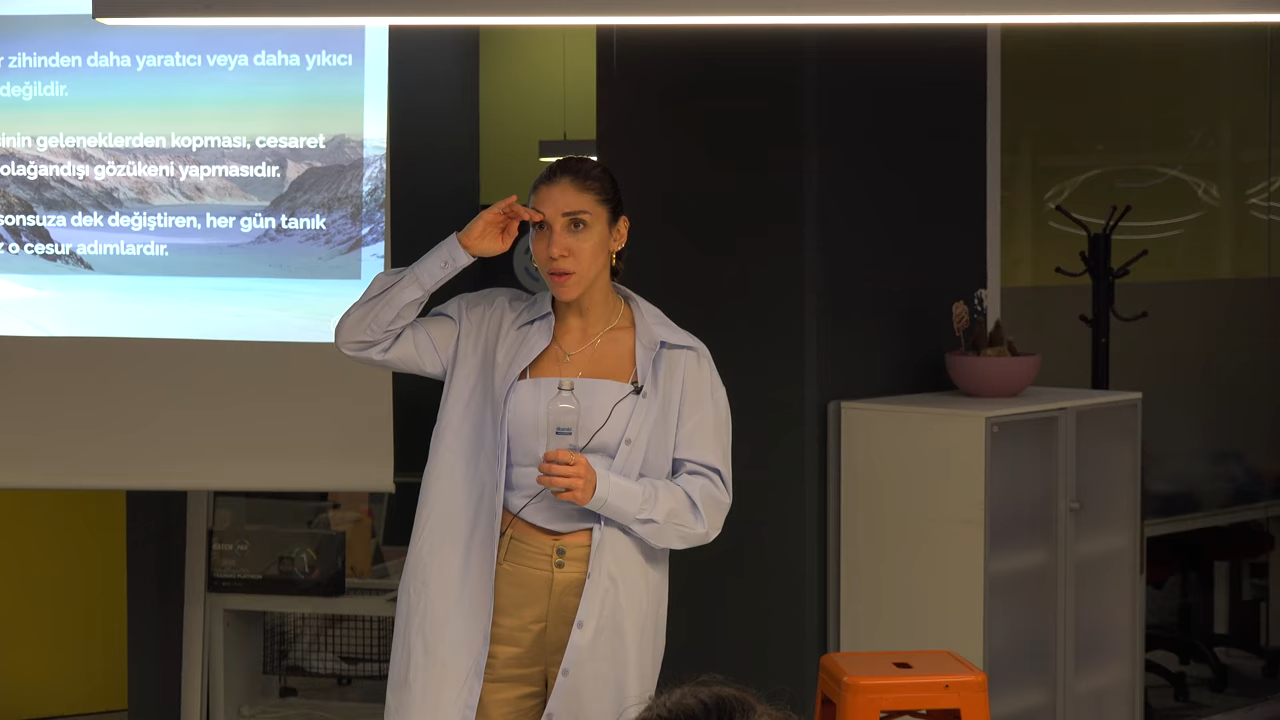 zihinden daha yaratıcı veya daha yıkıcı
değildir.
geleneklerden kopması, cesaret
olağandışı gözükeni yapmasıdır.
sonsuza dek değiştiren, her gün tanık
o cesur adımlardır.